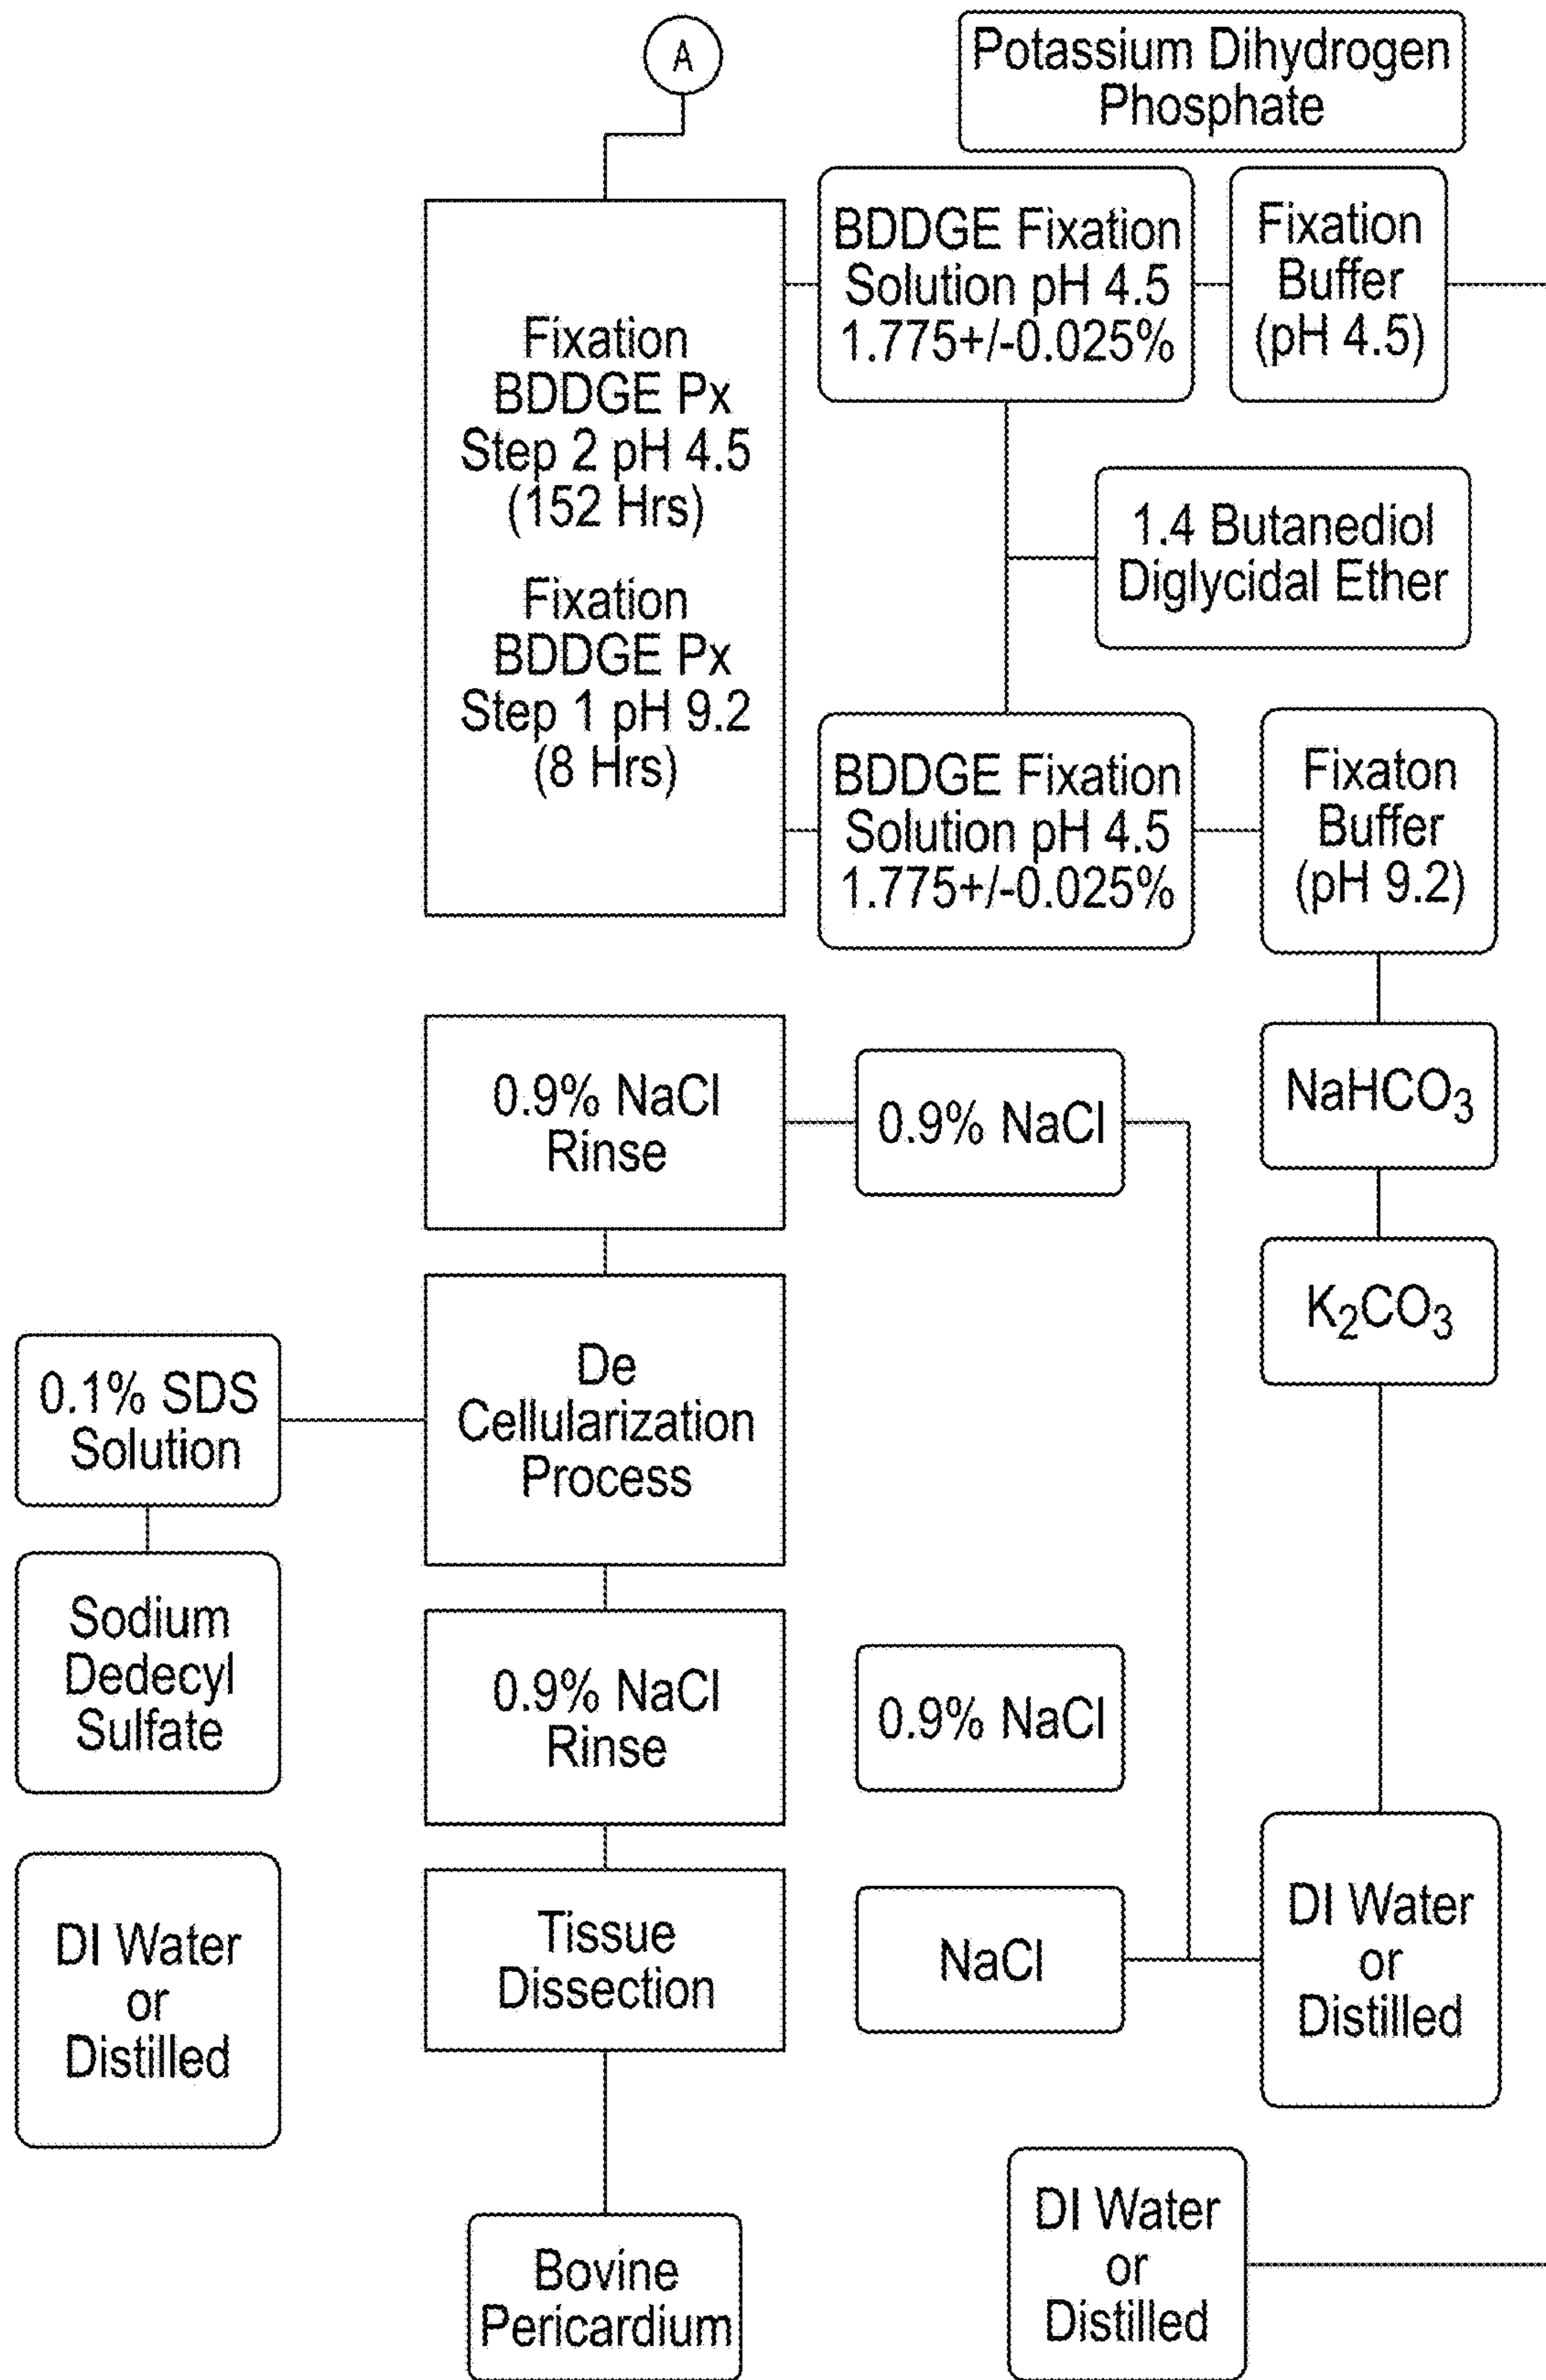 A
Potassium Dihydrogen
Phosphate
Fixation
BDDGE Px
Step 2 pH 4.5
(152 Hrs)
Fixation
BDDGE Px
Step 1 pH 9.2
(8 Hrs)
BDDGE Fixation
Solution pH 4.5
1.775+/-0.025%
Fixation
Buffer
(pH 4.5)
1.4 Butanediol
Diglycidal Ether
BDDGE Fixation
Solution pH 4.5
1.775+/-0.025%
Fixaton
Buffer
(pH 9.2)
0.9% NaCl
Rinse
0.9% NaCl
NaHCO₃
K₂CO₃
0.1% SDS
Solution
De
Cellularization
Process
Sodium
Dedecyl
Sulfate
0.9% NaCl
Rinse
0.9% NaCl
DI Water
or
Distilled
Tissue
Dissection
NaCl
DI Water
or
Distilled
Bovine
Pericardium
DI Water
or
Distilled